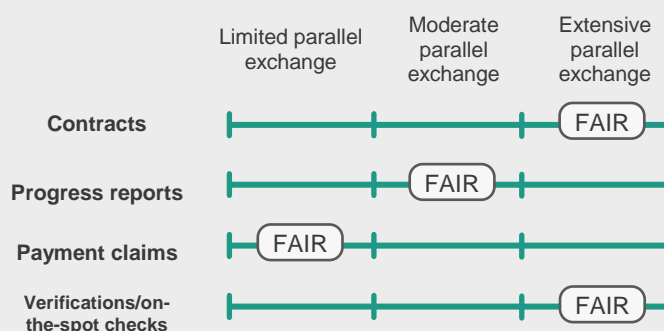 Limited parallel
exchange
Moderate
parallel
exchange
Extensive
parallel
exchange
Contracts
FAIR
Progress reports
FAIR
Payment claims
FAIR
Verifications/on-
the-spot checks
FAIR